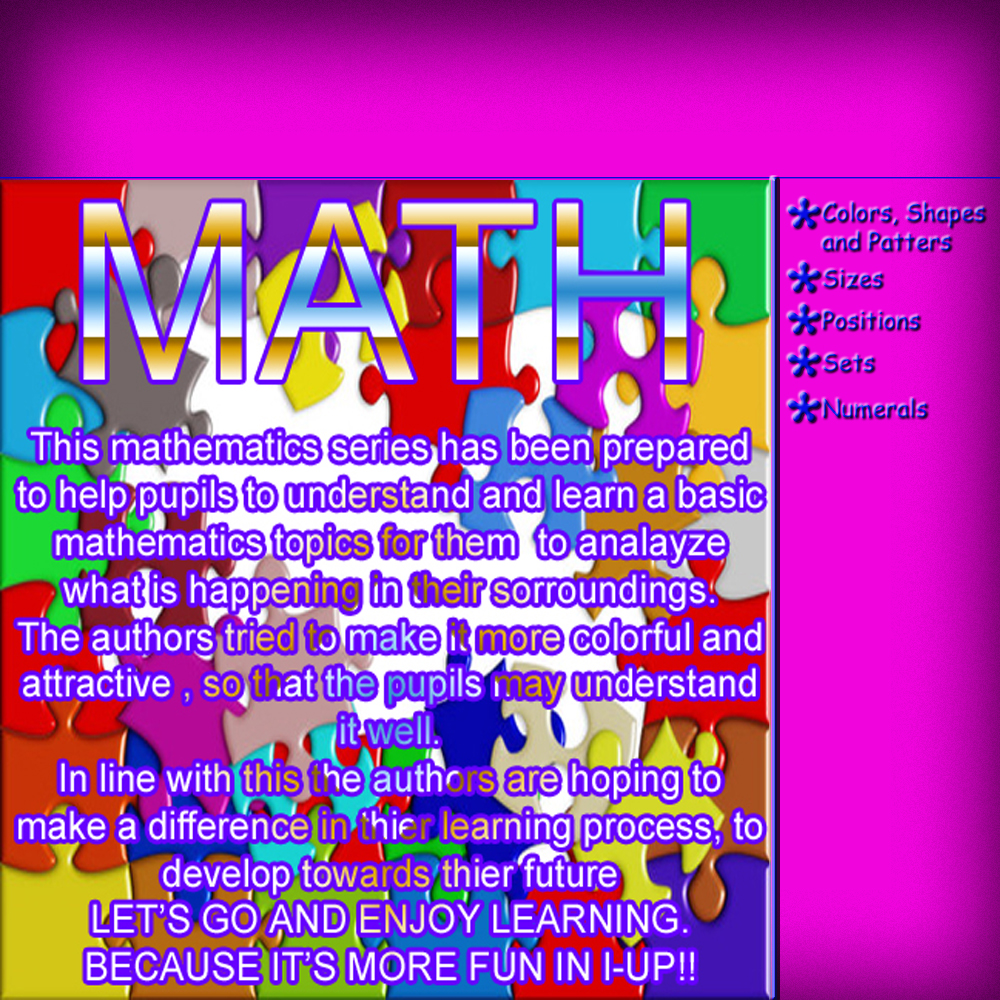 MATH
This mathematics series has been prepared
to help pupils to understand and learn a basic
mathematics topics for them to analayze
what is happening in their sorroundings.
The authors tried to make it more colorful and
attractive , so that the pupils may understand
it well.
In line with this the authors are hoping to
make a difference in thier learning process, to
develop towards thier future
LET'S GO AND ENJOY LEARNING.
BECAUSE IT'S MORE FUN IN I-UP!!
Colors, Shapes
and Patters
Sizes
Positions
Sets
Numerals